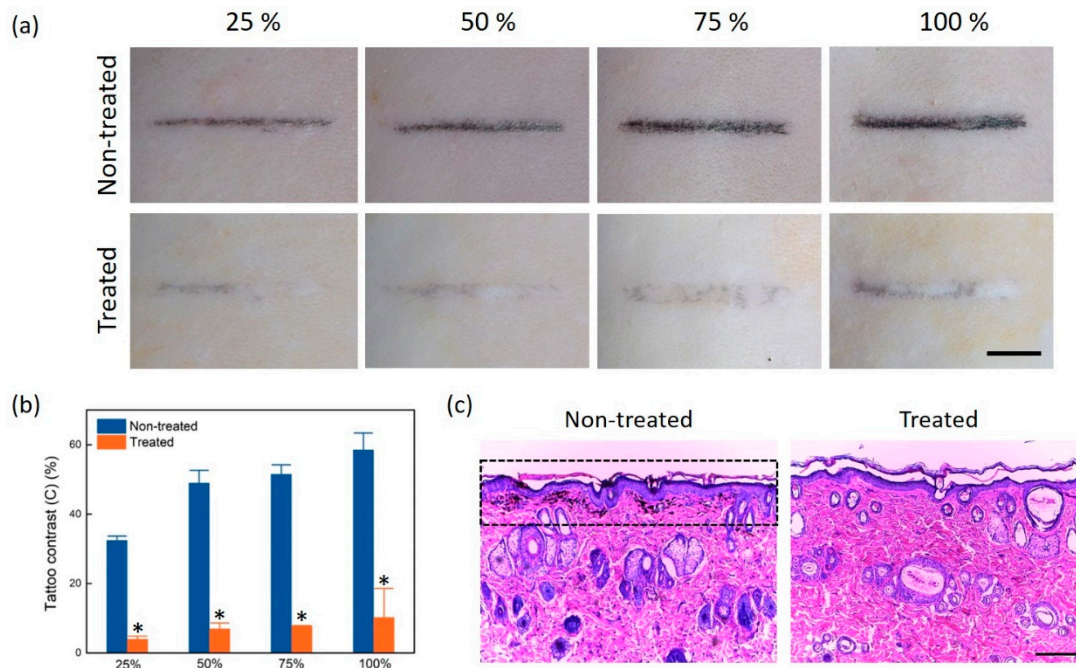 (a)
25 %
50 %
75 %
100 %
Non-treated
Treated
(b)
Non-treated
Treated
Tattoo contrast (C) (%)
60
40
20
0
*
*
*
*
25%
50%
75%
100%
(c)
Non-treated
Treated